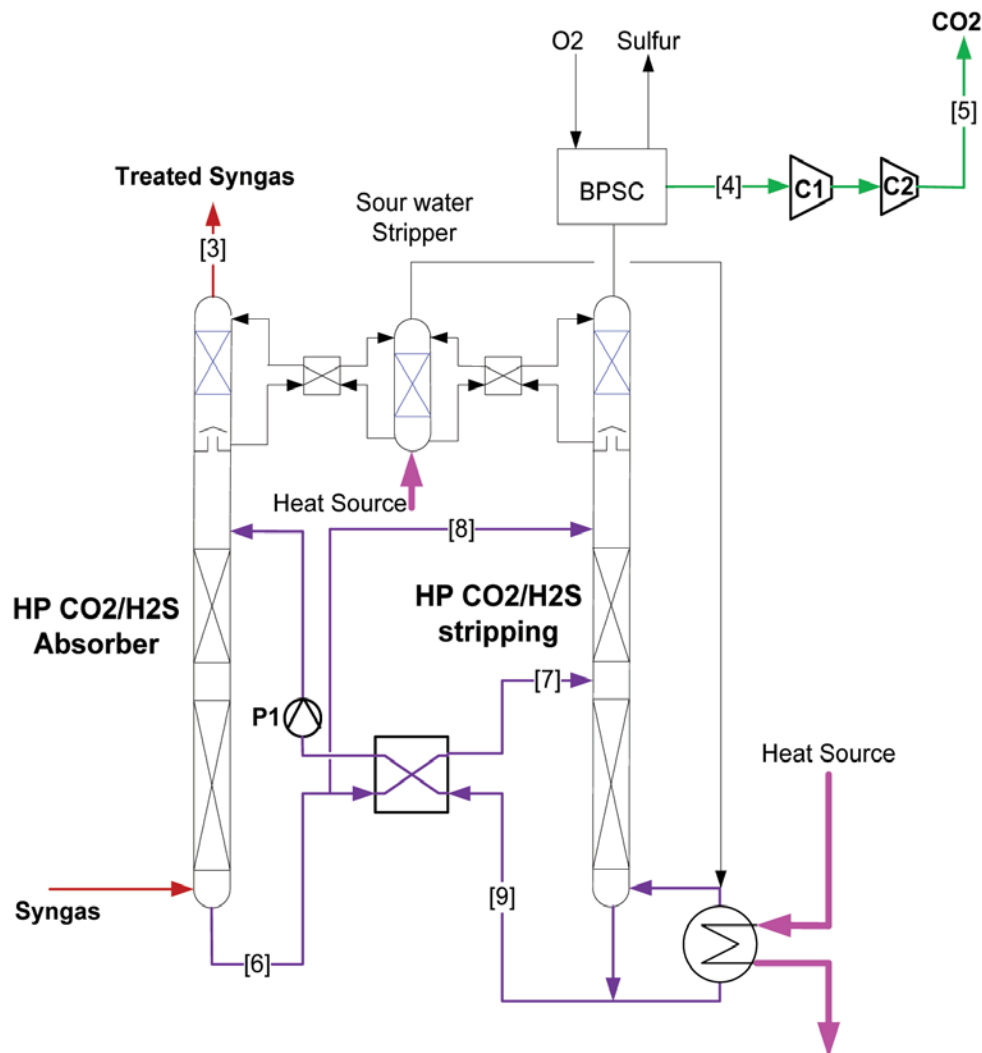 CO2
O2
Sulfur
[5]
Treated Syngas
BPSC
[4]
C1
C2
Sour water
Stripper
[3]
Heat Source
[8]
HP CO2/H2S
Absorber
HP CO2/H2S
stripping
[7]
P1
Heat Source
[9]
Syngas
[6]